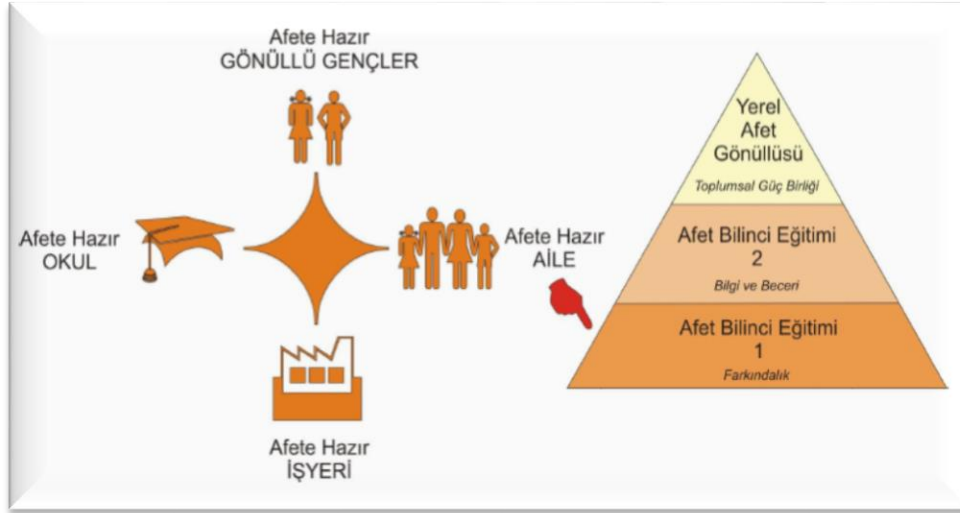 Afete Hazır
GÖNÜLLÜ GENÇLER
Afete Hazır
OKUL
Afete Hazır
AİLE
Afete Hazır
İŞYERİ
Yerel
Afet
Gönüllüsü
Toplumsal Güç Birliği
Afet Bilinci Eğitimi
2
Bilgi ve Beceri
Afet Bilinci Eğitimi
1
Farkındalık